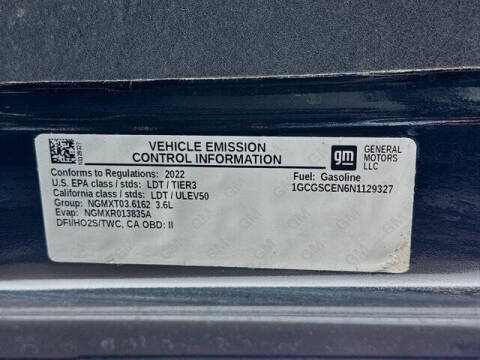 VEHICLE EMISSION
CONTROL INFORMATION
gm
GENERAL
MOTORS
LLC
Conforms to Regulations: 2022
U.S. EPA class / stds: LDT / TIER3
California class / stds: LDT / ULEV50
Group: NGMXT03.6162 3.6L
Evap: NGMXR013835A
DFI/HO2S/TWC, CA OBD: II
Fuel: Gasoline
1GCGSCEN6N1129327
N1129327